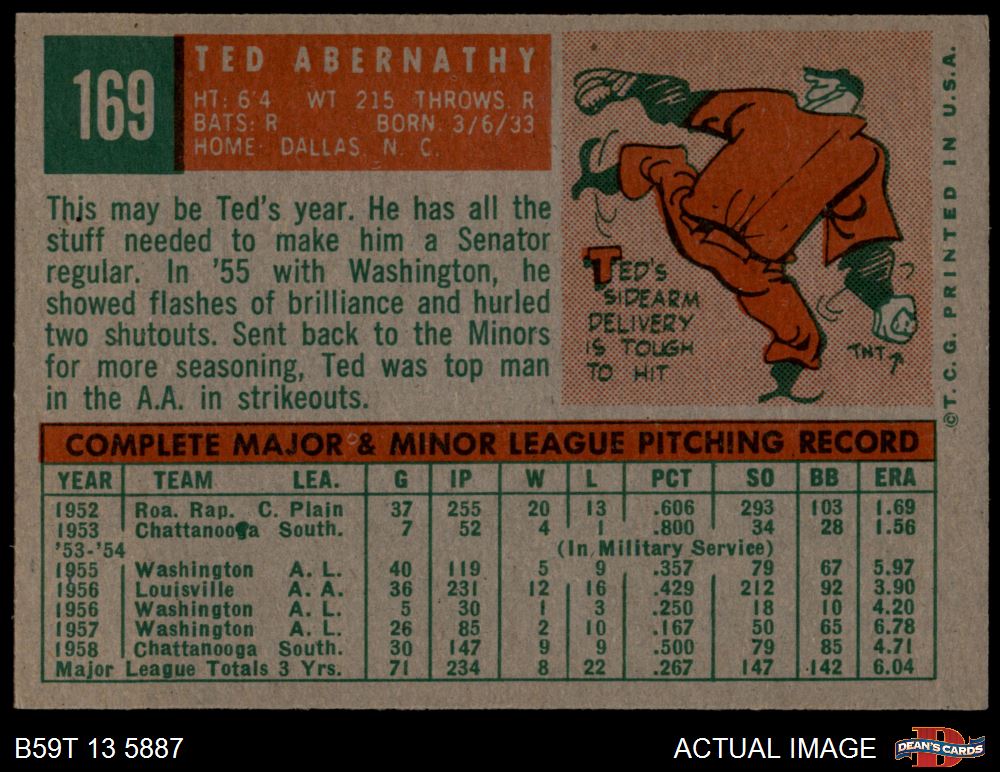 169
TED ABERNATHY
HT: 6'4 WT 215 THROWS: R
BATS: R BORN: 3/6/33
HOME: DALLAS, N. C.
This may be Ted's year. He has all the
stuff needed to make him a Senator
regular. In '55 with Washington, he
showed flashes of brilliance and hurled
two shutouts. Sent back to the Minors
for more seasoning, Ted was top man
in the A.A. in strikeouts.
TED'S
SIDEARM
DELIVERY
IS TOUGH
TO HIT
TNT
©T. C. G. PRINTED IN U.S.A.
COMPLETE MAJOR & MINOR LEAGUE PITCHING RECORD
YEAR TEAM LEA. G IP W L PCT SO BB ERA
1952 Roa. Rap. C. Plain 37 255 20 13 .606 293 103 1.69
1953 Chattanooga South. 7 52 4 1 .800 34 28 1.56
'53-'54 (In Military Service)
1955 Washington A. L. 40 119 5 9 .357 79 67 5.97
1956 Louisville A. A. 36 231 12 16 .429 212 92 3.90
1956 Washington A. L. 5 30 1 3 .250 18 10 4.20
1957 Washington A. L. 26 85 2 10 .167 50 65 6.78
1958 Chattanooga South. 30 147 9 9 .500 79 85 4.71
Major League Totals 3 Yrs. 71 234 8 22 .267 147 142 6.04
B59T 13 5887
ACTUAL IMAGE
D
DEAN'S CARDS